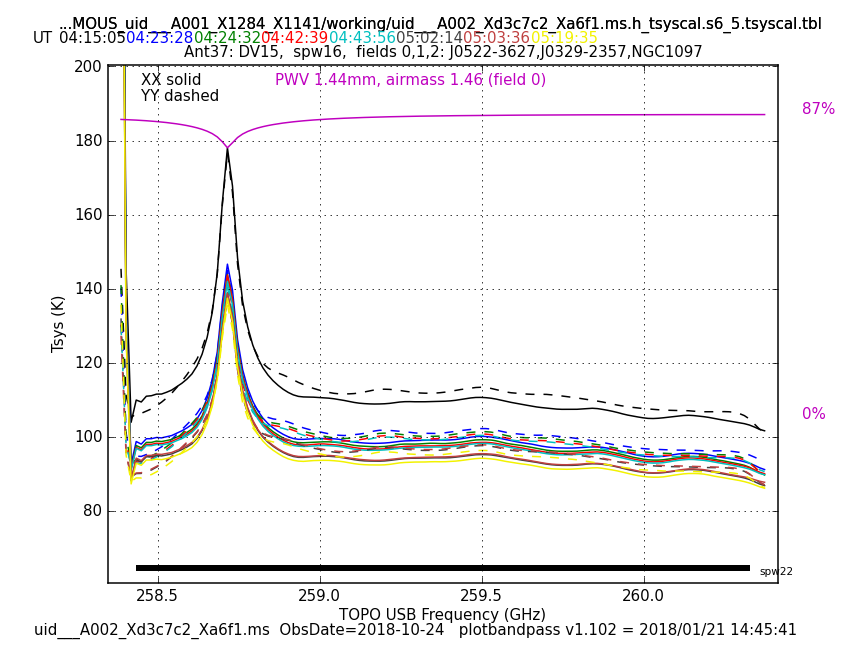 ...MOUS_uid___A001_X1284_X1141/working/uid___A002_Xd3c7c2_Xa6f1.ms.h_tsyscal.s6_5.tsyscal.tbl
UT 04:15:05 04:23:28 04:24:32 04:42:39 04:43:56 05:02:14 05:03:36 05:19:35
Ant37: DV15, spw16, fields 0,1,2: J0522-3627,J0329-2357,NGC1097
XX solid
YY dashed
PWV 1.44mm, airmass 1.46 (field 0)
87%
0%
200
180
160
140
120
100
80
Tsys (K)
spw22
258.5 259.0 259.5 260.0
TOPO USB Frequency (GHz)
uid___A002_Xd3c7c2_Xa6f1.ms ObsDate=2018-10-24 plotbandpass v1.102 = 2018/01/21 14:45:41